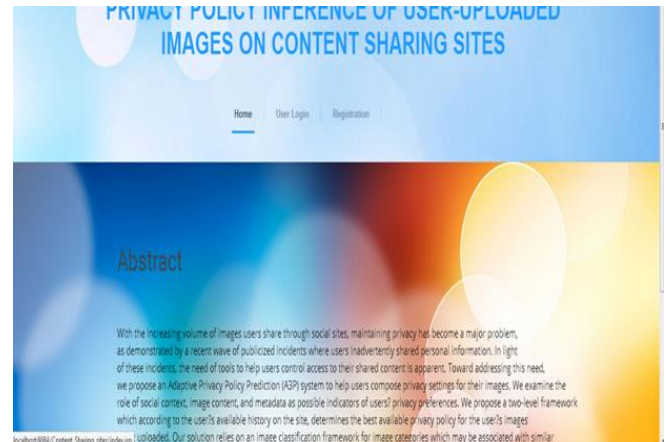 PRIVACY POLICY INFERENCE OF USER-UPLOADED
IMAGES ON CONTENT SHARING SITES
Home User Login Registration
Abstract
With the increasing volume of images users share through social sites, maintaining privacy has become a major problem,
as demonstrated by a recent wave of publicized incidents where users inadvertently shared personal information. In light
of these incidents, the need of tools to help users control access to their shared content is apparent. Toward addressing this need,
we propose an Adaptive Privacy Policy Prediction (A3P) system to help users compose privacy settings for their images. We examine the
role of social context, image content, and metadata as possible indicators of users? privacy preferences. We propose a two-level framework
which according to the user?s available history on the site, determines the best available privacy policy for the user?s images
uploaded. Our solution relies on an image classification framework for image categories which may be associated with similar
localhost:8084/Content_Sharing_sites/index.jsp